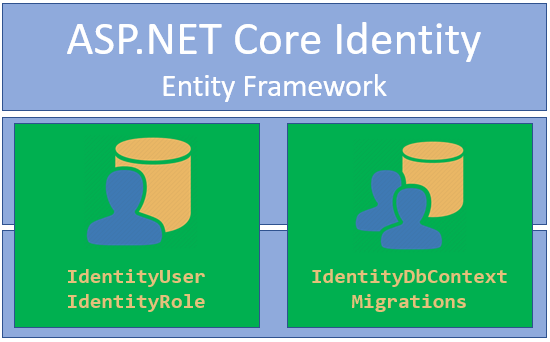 ASP.NET Core Identity
Entity Framework
IdentityUser
IdentityRole
IdentityDbContext
Migrations